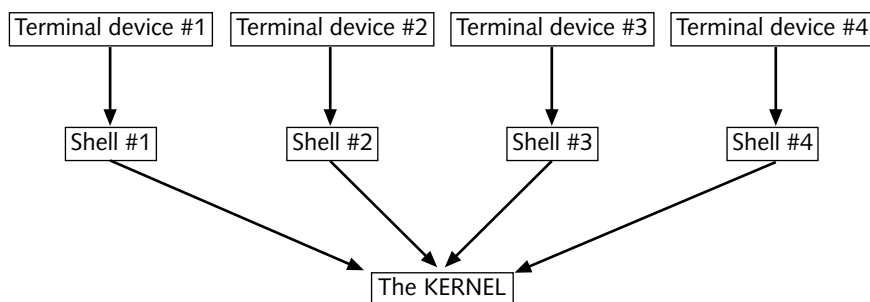 Terminal device #1
Terminal device #2
Terminal device #3
Terminal device #4
Shell #1
Shell #2
Shell #3
Shell #4
The KERNEL